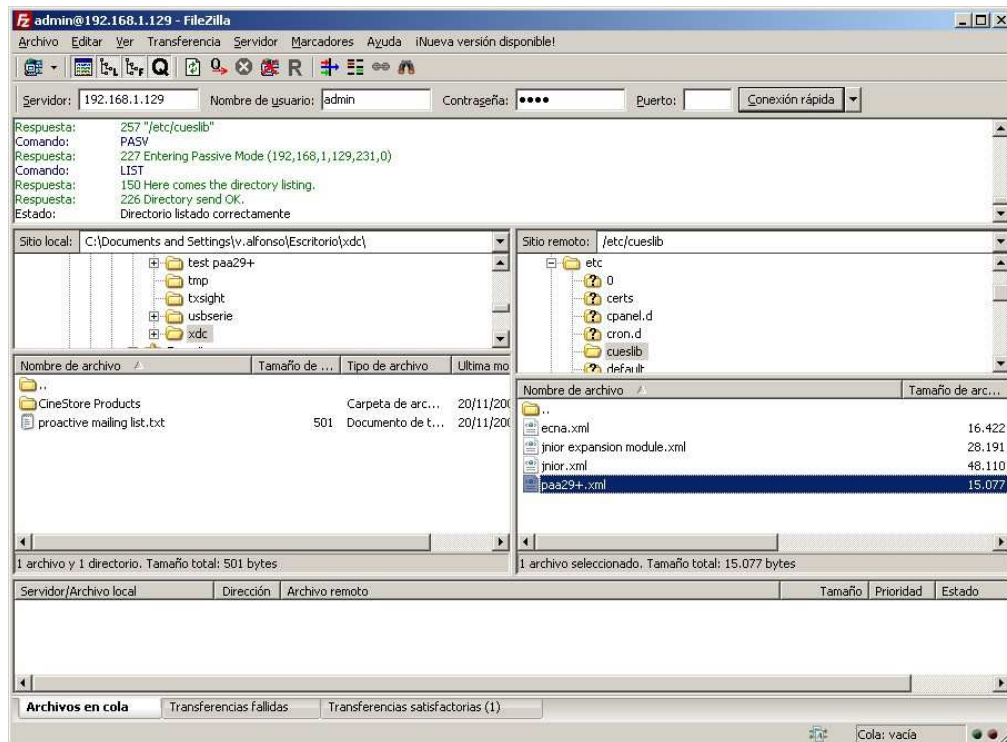 admin@192.168.1.129 - FileZilla
Archivo Editar Ver Transferencia Servidor Marcadores Ayuda ¡Nueva versión disponible!
Servidor: 192.168.1.129 Nombre de usuario: admin Contraseña: ●●●● Puerto: Conexión rápida
Respuesta: 257 "/etc/cueslib"
Comando: PASV
Respuesta: 227 Entering Passive Mode (192,168,1,129,231,0)
Comando: LIST
Respuesta: 150 Here comes the directory listing.
Respuesta: 226 Directory send OK.
Estado: Directorio listado correctamente
Sitio local: C:\Documents and Settings\v.alfonso\Escritorio\xdc\
test paa29+
tmp
txsight
usbserie
xdc
Nombre de archivo Tamaño de ... Tipo de archivo Ultima mo
..
CineStore Products Carpeta de arc... 20/11/200
proactive mailing list.txt 501 Documento de t... 20/11/200
1 archivo y 1 directorio. Tamaño total: 501 bytes
Sitio remoto: /etc/cueslib
etc
0
certs
cpanel.d
cron.d
cueslib
default
Nombre de archivo Tamaño de arc...
..
ecna.xml 16.422
jnior expansion module.xml 28.191
jnior.xml 48.110
paa29+.xml 15.077
1 archivo seleccionado. Tamaño total: 15.077 bytes
Servidor/Archivo local Dirección Archivo remoto Tamaño Prioridad Estado
Archivos en cola Transferencias fallidas Transferencias satisfactorias (1)
Cola: vacía